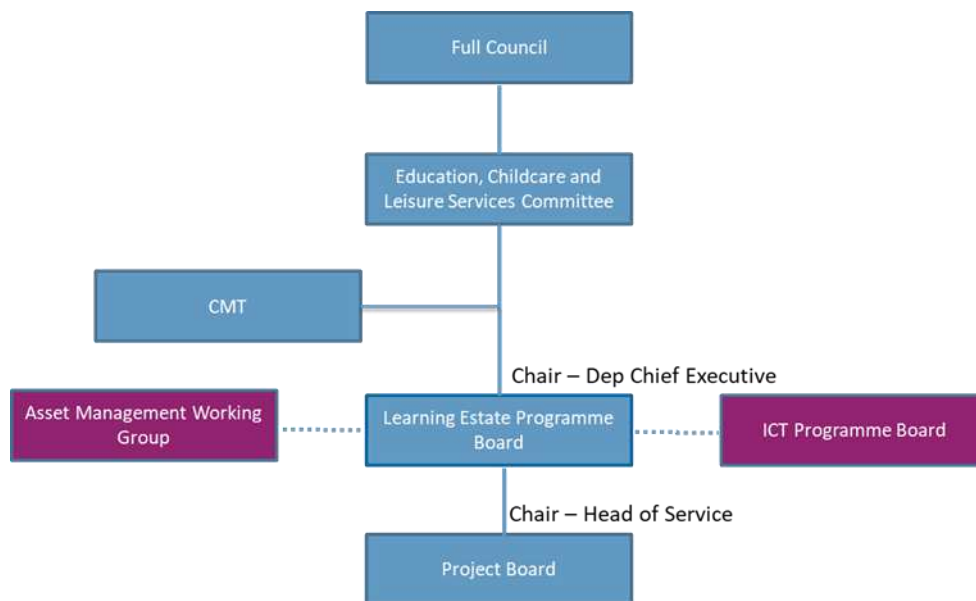 Full Council
Education, Childcare and
Leisure Services Committee
CMT
Chair – Dep Chief Executive
Asset Management Working
Group
Learning Estate Programme
Board
ICT Programme Board
Chair – Head of Service
Project Board